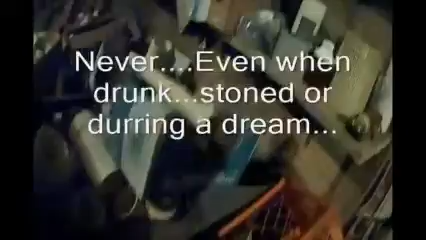 Never....Even when
drunk...stoned or
durring a dream...